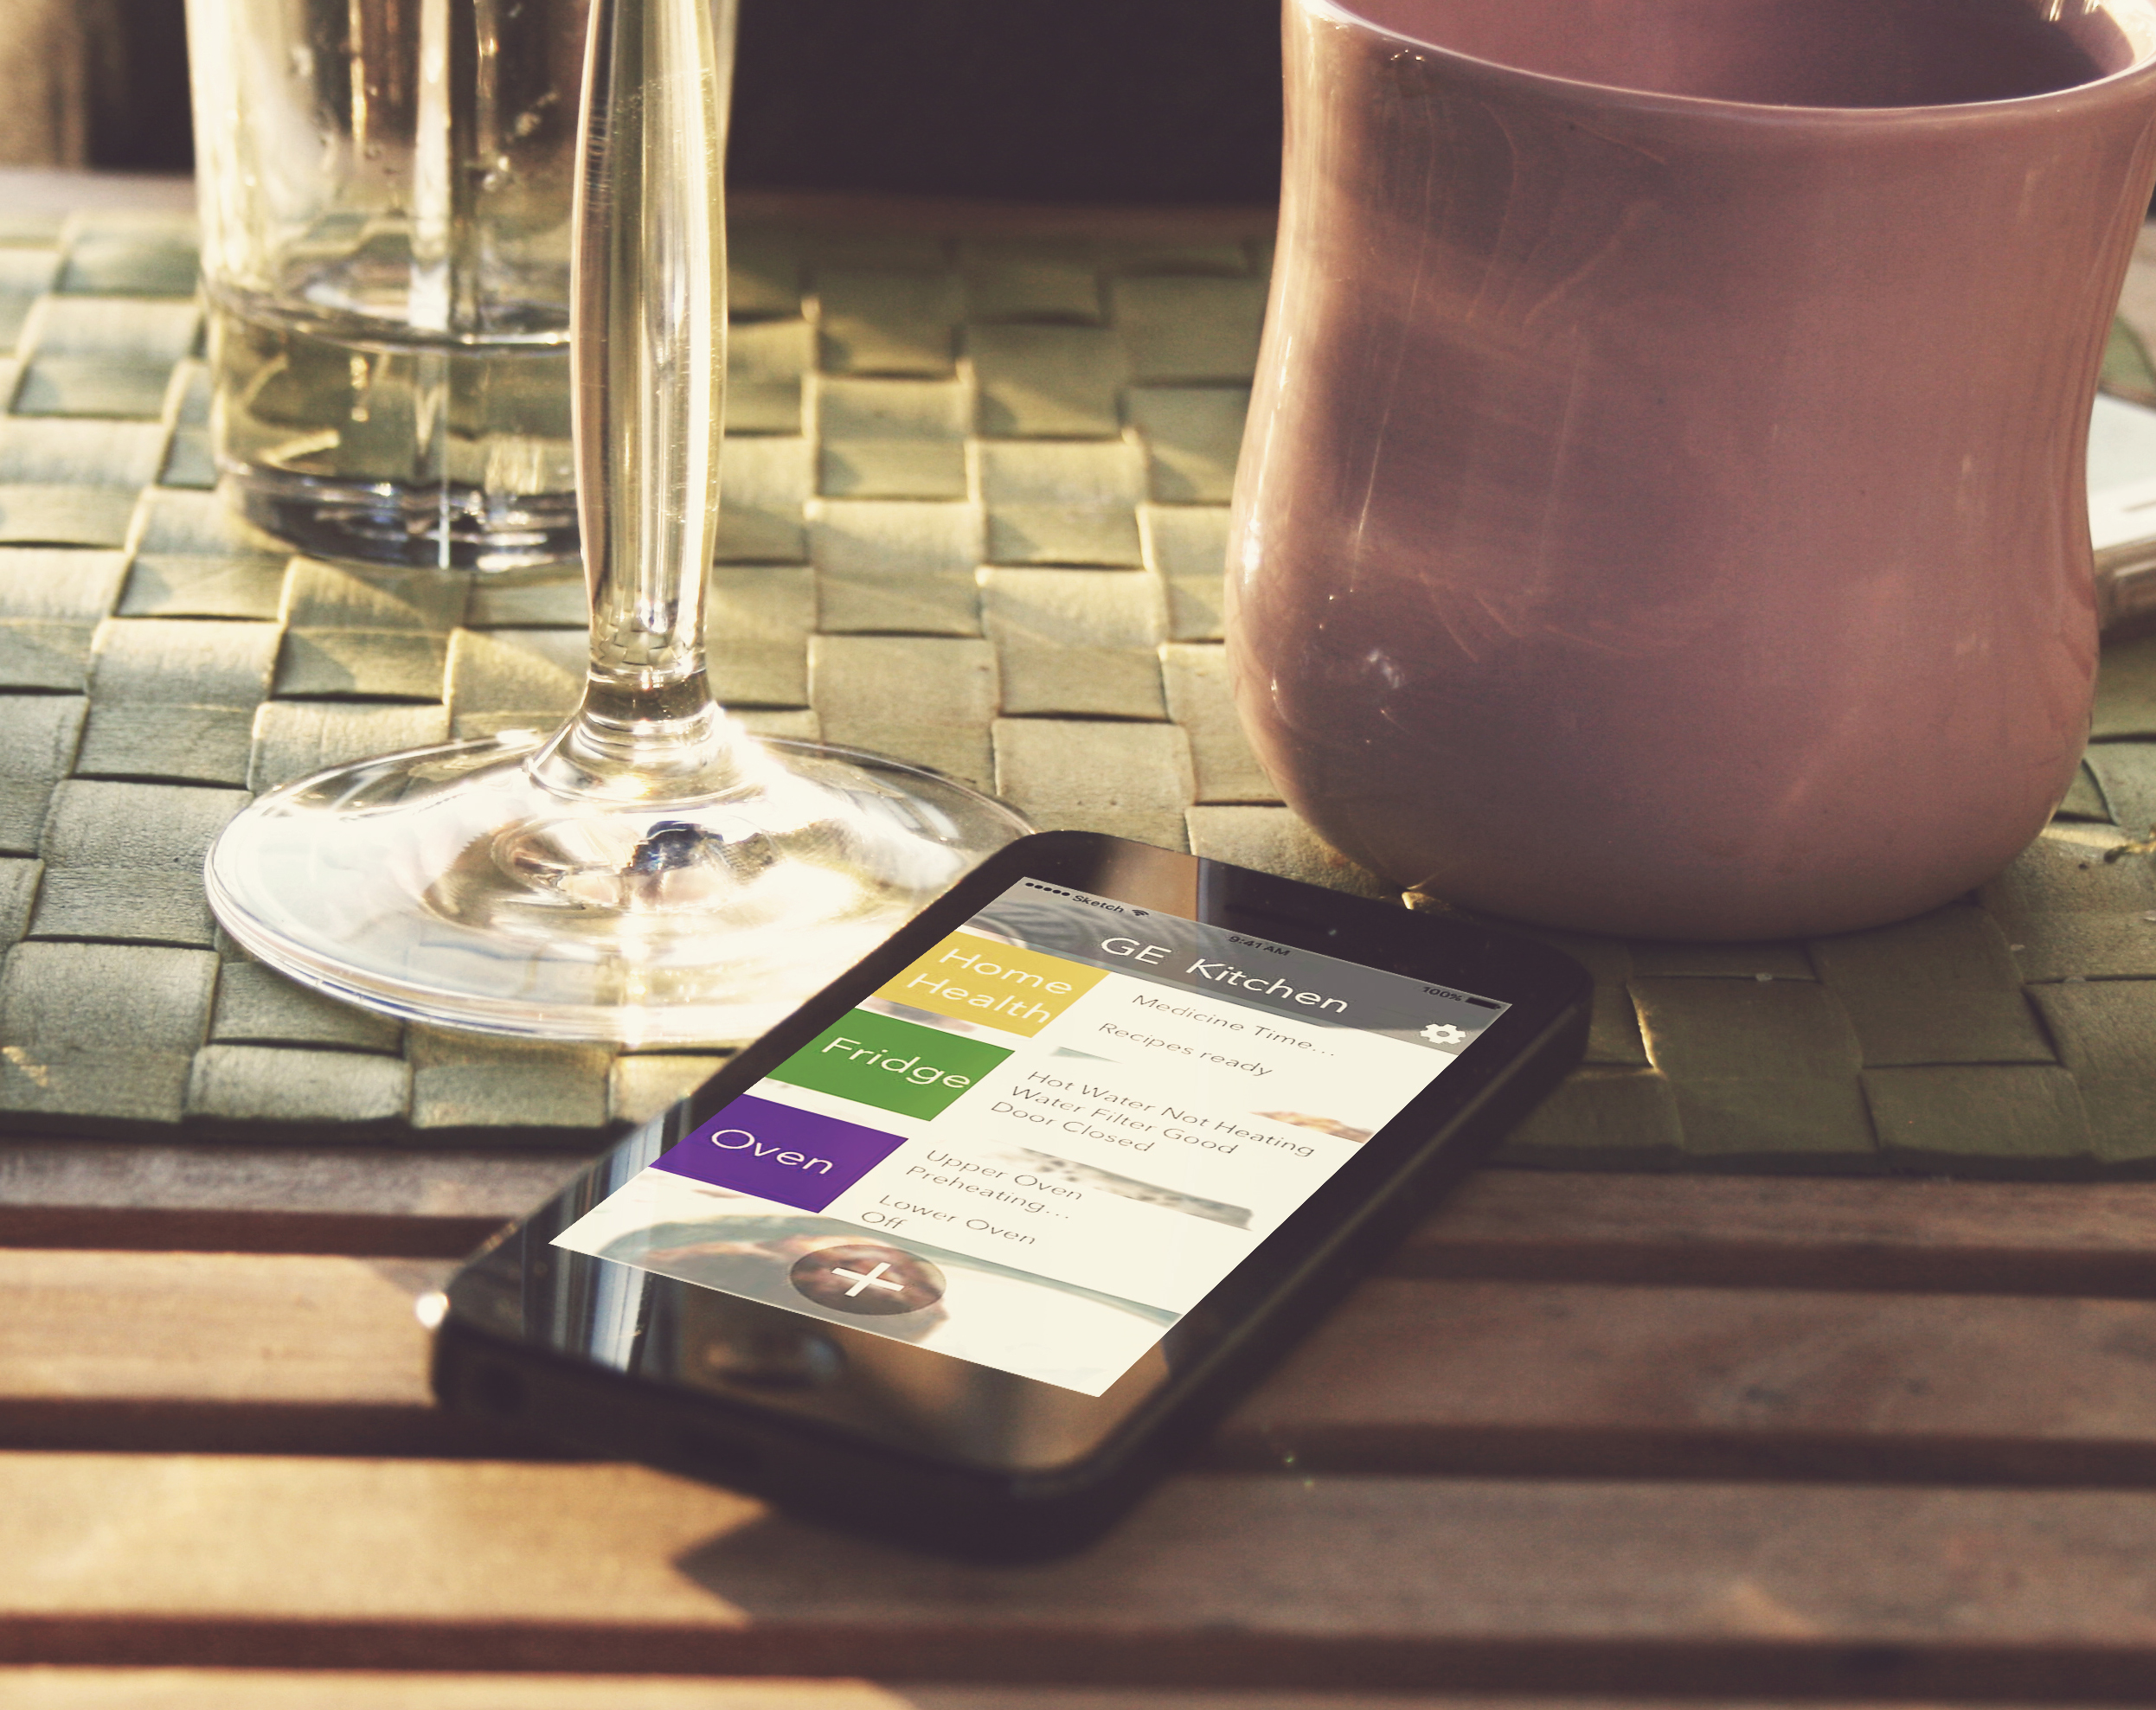 Sketch 9:41 AM 100%
GE Kitchen
Home
Health
Medicine Time...
Recipes ready
Fridge
Hot Water Not Heating
Water Filter Good
Door Closed
Oven
Upper Oven
Preheating...
Lower Oven
Off